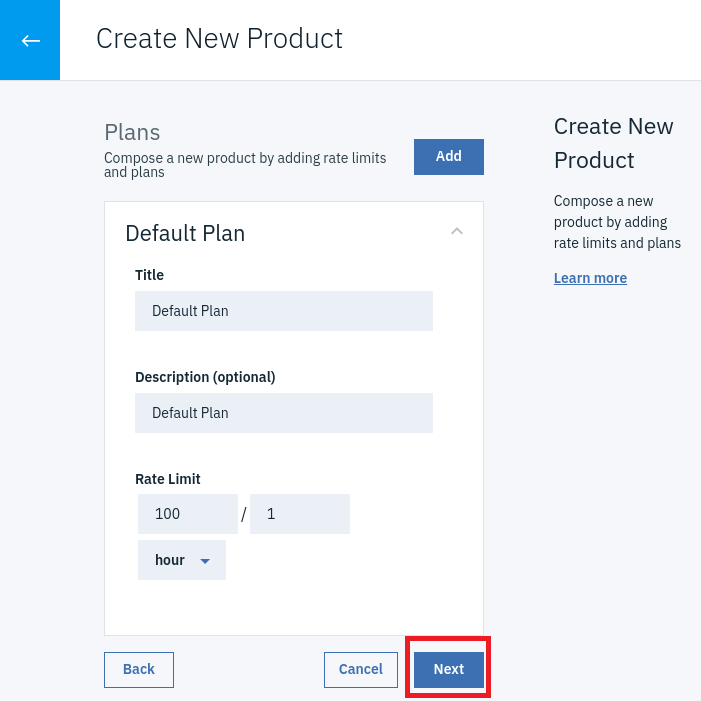 Create New Product
Plans
Compose a new product by adding rate limits
and plans
Add
Default Plan
Title
Default Plan
Description (optional)
Default Plan
Rate Limit
100 / 1
hour
Back
Cancel
Next
Create New
Product
Compose a new
product by adding
rate limits and plans
Learn more